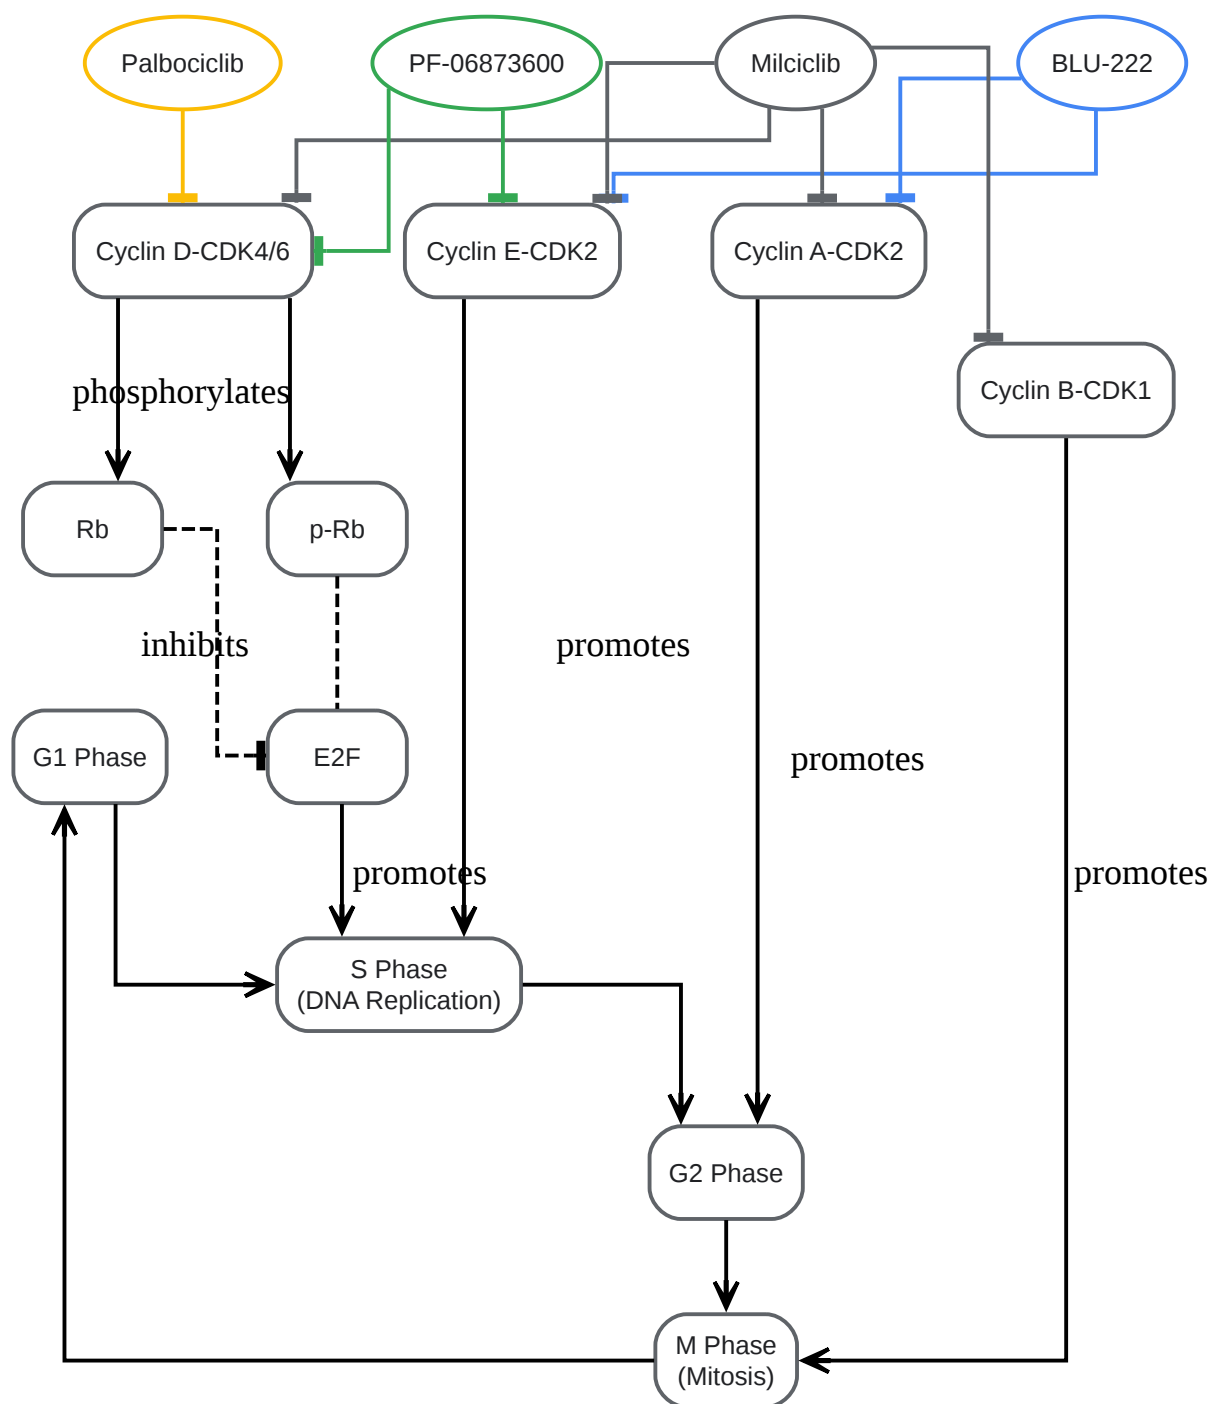 Palbociclib
PF-06873600
Milciclib
BLU-222
Cyclin D-CDK4/6
Cyclin E-CDK2
Cyclin A-CDK2
Cyclin B-CDK1
phosphorylates
Rb
p-Rb
inhibits
promotes
G1 Phase
E2F
promotes
promotes
promotes
S Phase
(DNA Replication)
G2 Phase
M Phase
(Mitosis)